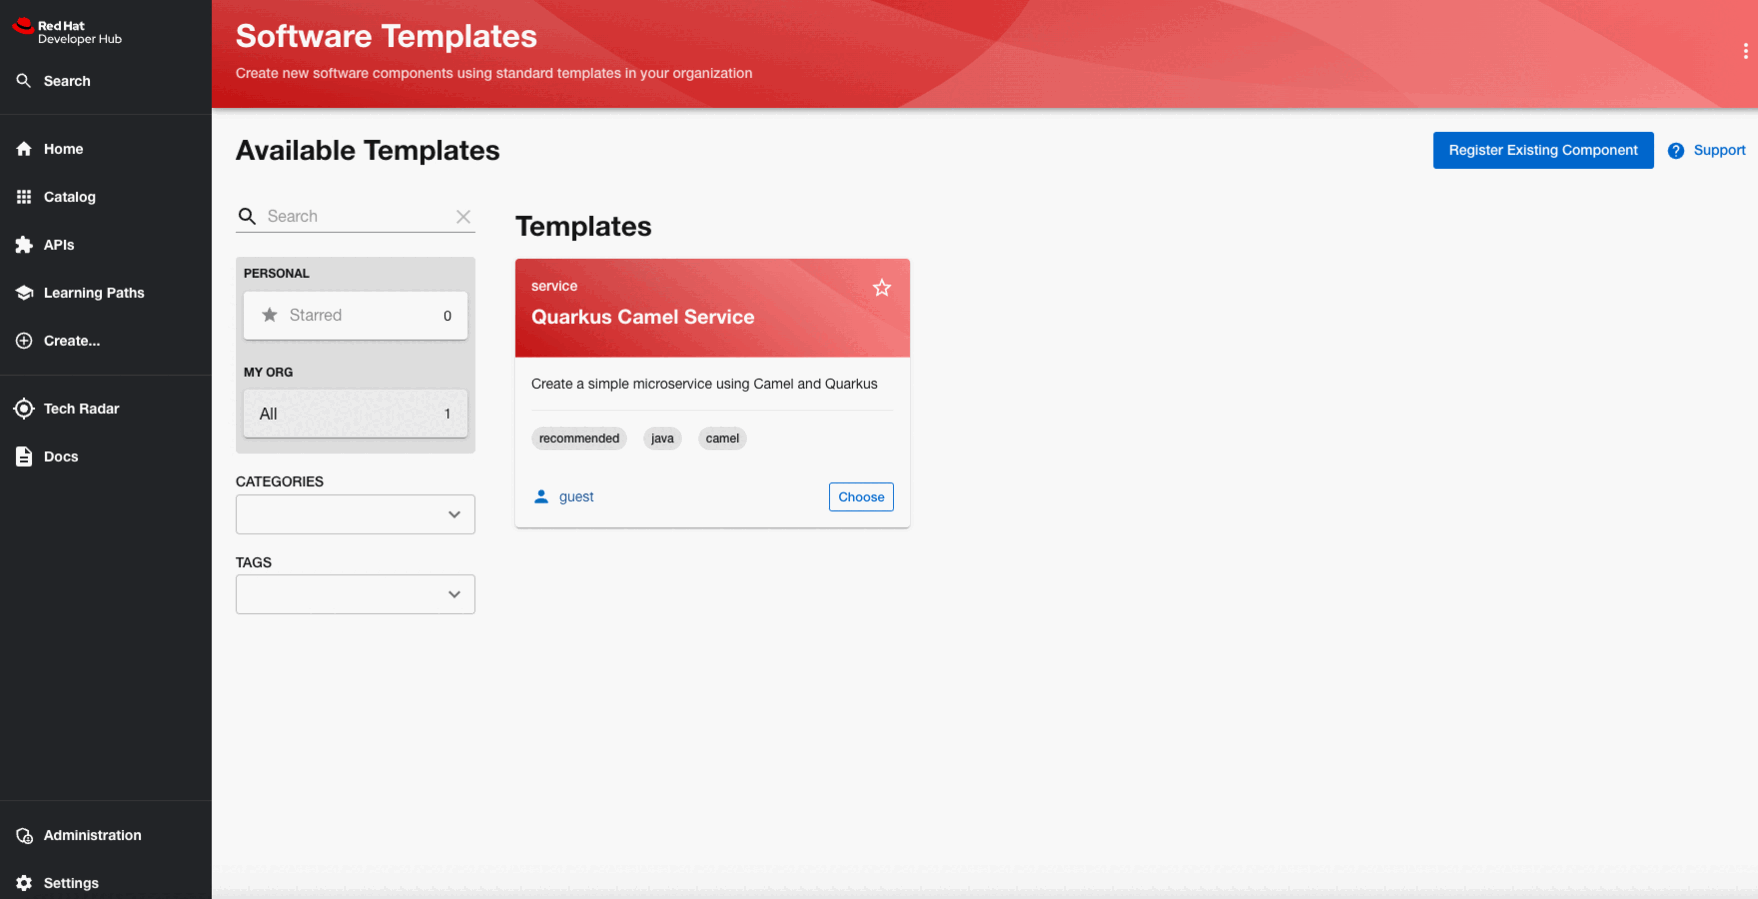 Red Hat
Developer Hub
Search
Home
Catalog
APIs
Learning Paths
Create...
Tech Radar
Docs
Administration
Settings
Software Templates
Create new software components using standard templates in your organization
Available Templates
Register Existing Component
Support
Search
PERSONAL
Starred 0
MY ORG
All 1
CATEGORIES
TAGS
Templates
service
Quarkus Camel Service
Create a simple microservice using Camel and Quarkus
recommended java camel
guest
Choose